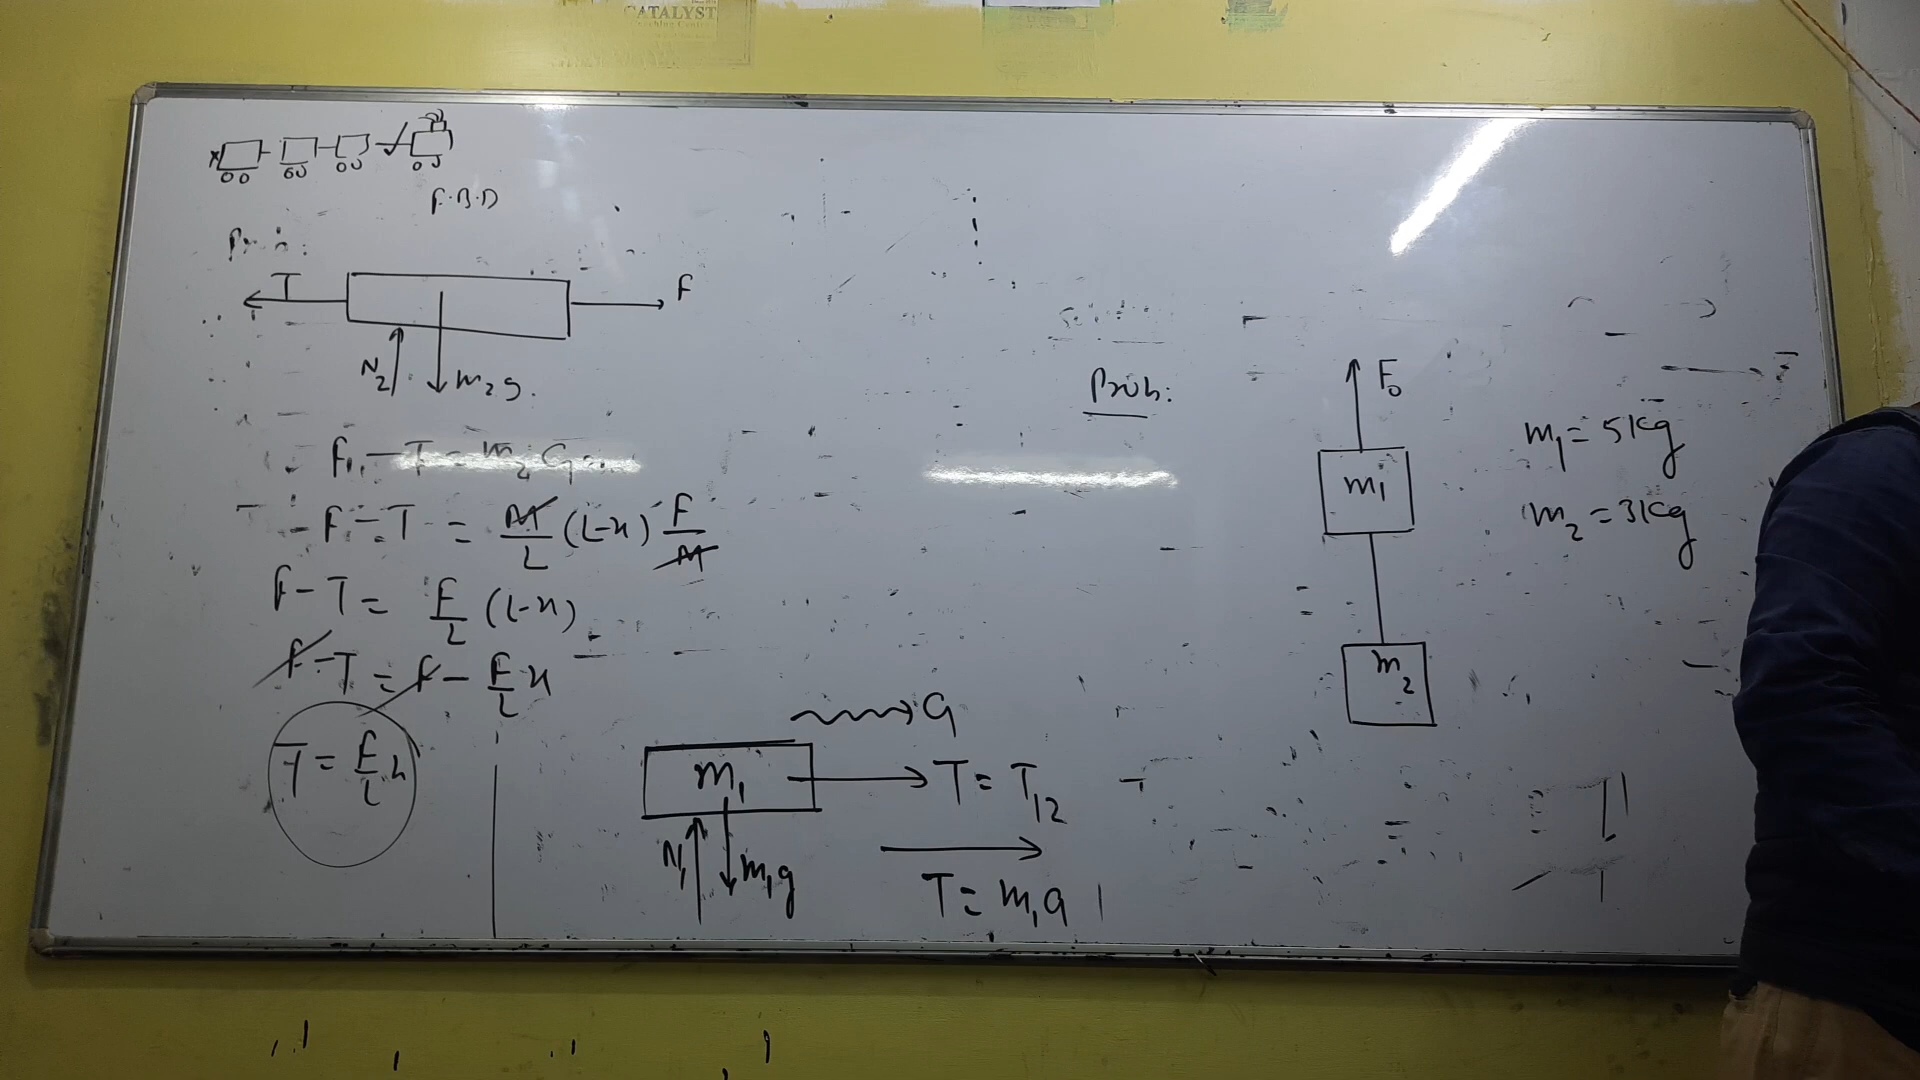 CATALYST
F.B.D
T
F
N₂
m₂g.
F - T = M/L (L-x) F/M
F - T = F/L (L-x)
F - T = F - F/L x
T = F/L x
a
m₁
T = T₁₂
N₁
m₁g
T = m₁a
Prob:
F₀
m₁
m₁ = 5kg
m₂ = 3kg
m₂